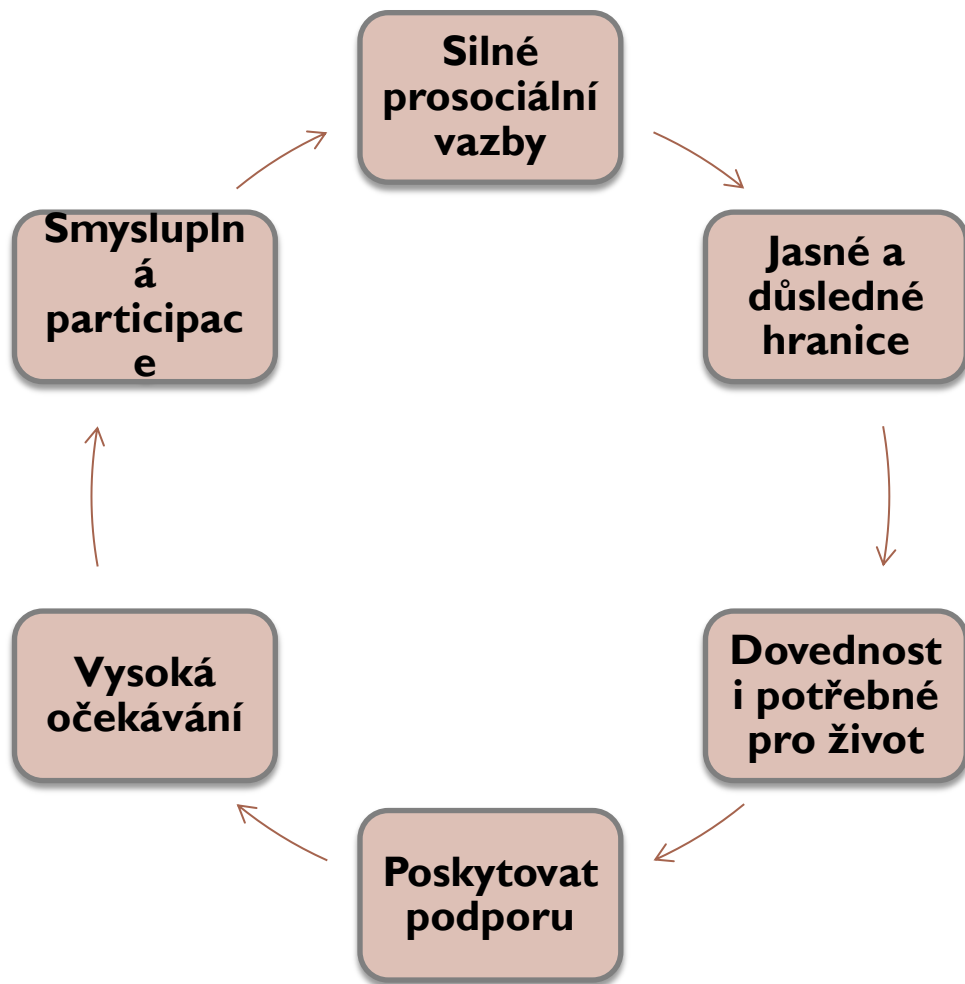 Silné
prosociální
vazby
Jasné a
důsledné
hranice
Dovednost
i potřebné
pro život
Poskytovat
podporu
Vysoká
očekávání
Smyslupln
á
participac
e